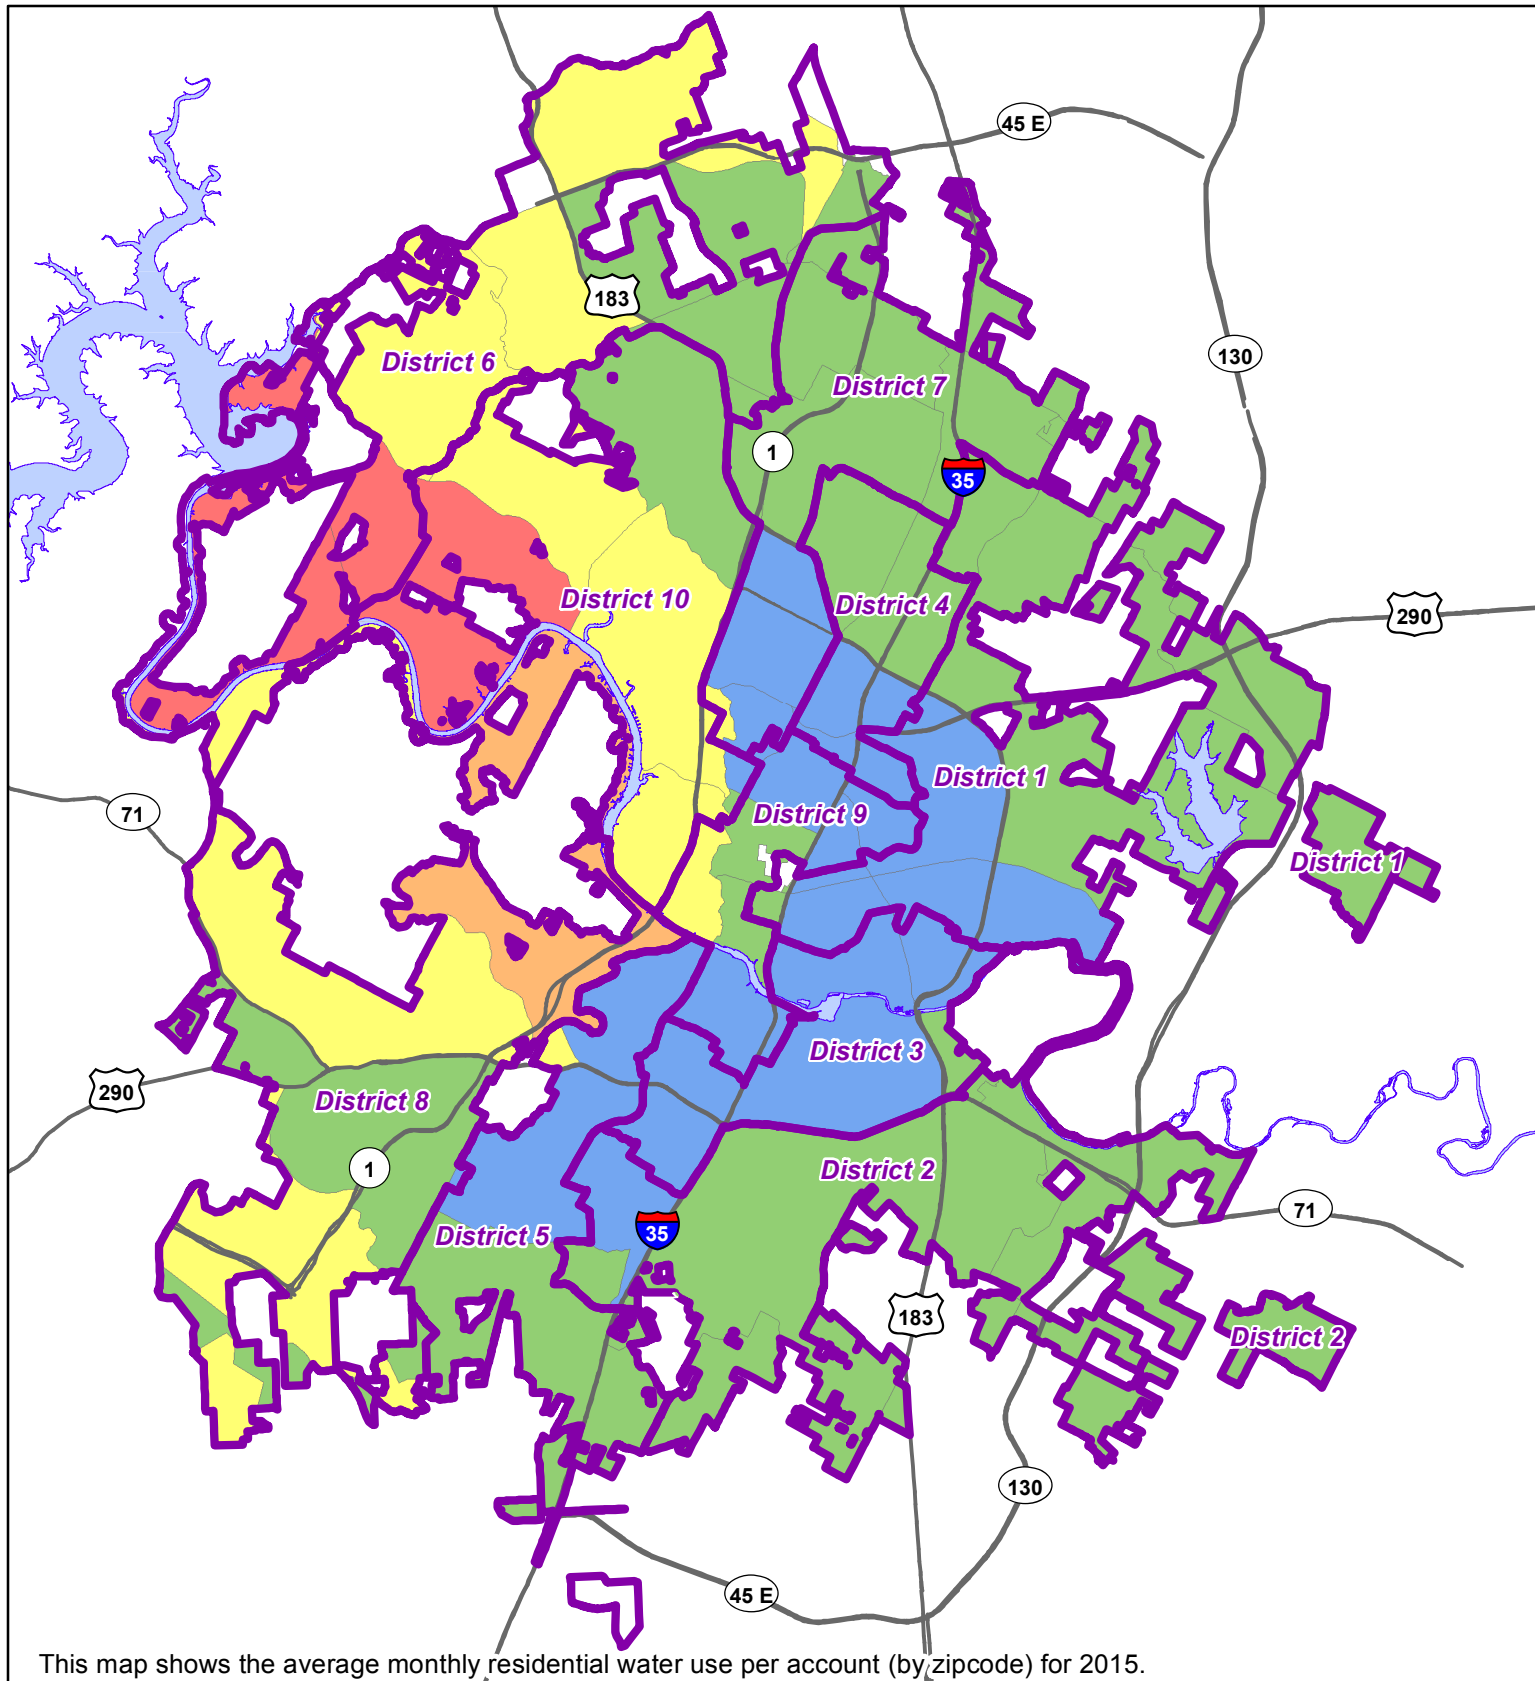 45 E
183
130
District 6
District 7
1
35
District 10
District 4
290
71
District 9
District 1
District 1
District 3
290
District 8
1
District 2
71
District 5
35
183
District 2
130
45 E
This map shows the average monthly residential water use per account (by zipcode) for 2015.